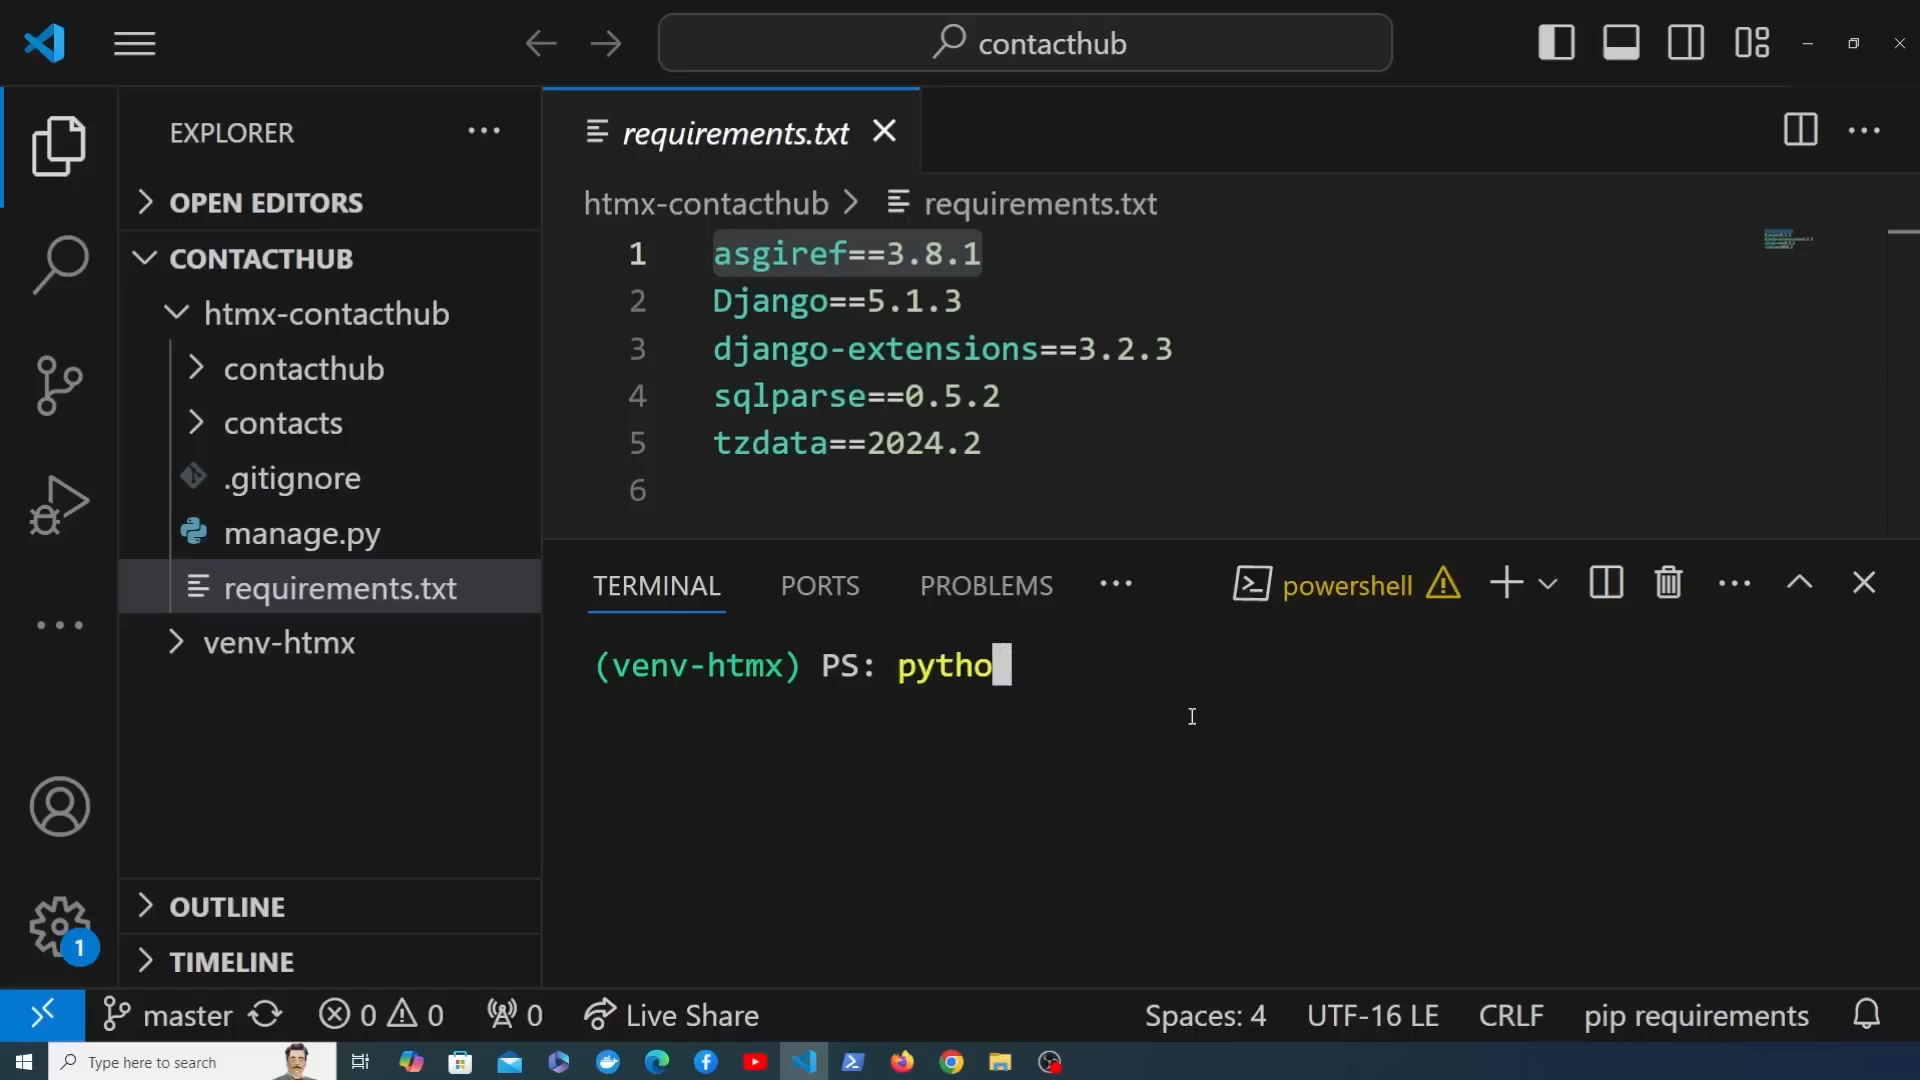 contacthub
EXPLORER
OPEN EDITORS
CONTACTHUB
htmx-contacthub
contacthub
contacts
.gitignore
manage.py
requirements.txt
venv-htmx
OUTLINE
TIMELINE
requirements.txt
htmx-contacthub > requirements.txt
1 asgiref==3.8.1
2 Django==5.1.3
3 django-extensions==3.2.3
4 sqlparse==0.5.2
5 tzdata==2024.2
6
TERMINAL PORTS PROBLEMS powershell
(venv-htmx) PS: pytho
1
master 0 0 0 Live Share Spaces: 4 UTF-16 LE CRLF pip requirements
Type here to search